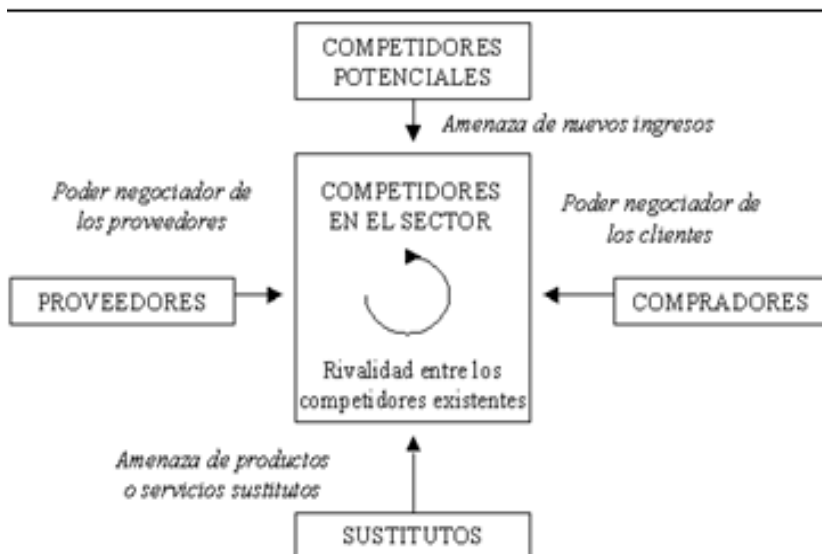 COMPETIDORES
POTENCIALES
Amenaza de nuevos ingresos
Poder negociador de
los proveedores
COMPETIDORES
EN EL SECTOR
Poder negociador de
los clientes
PROVEEDORES
COMPRADORES
Rivalidad entre los
competidores existentes
Amenaza de productos
o servicios sustitutos
SUSTITUTOS